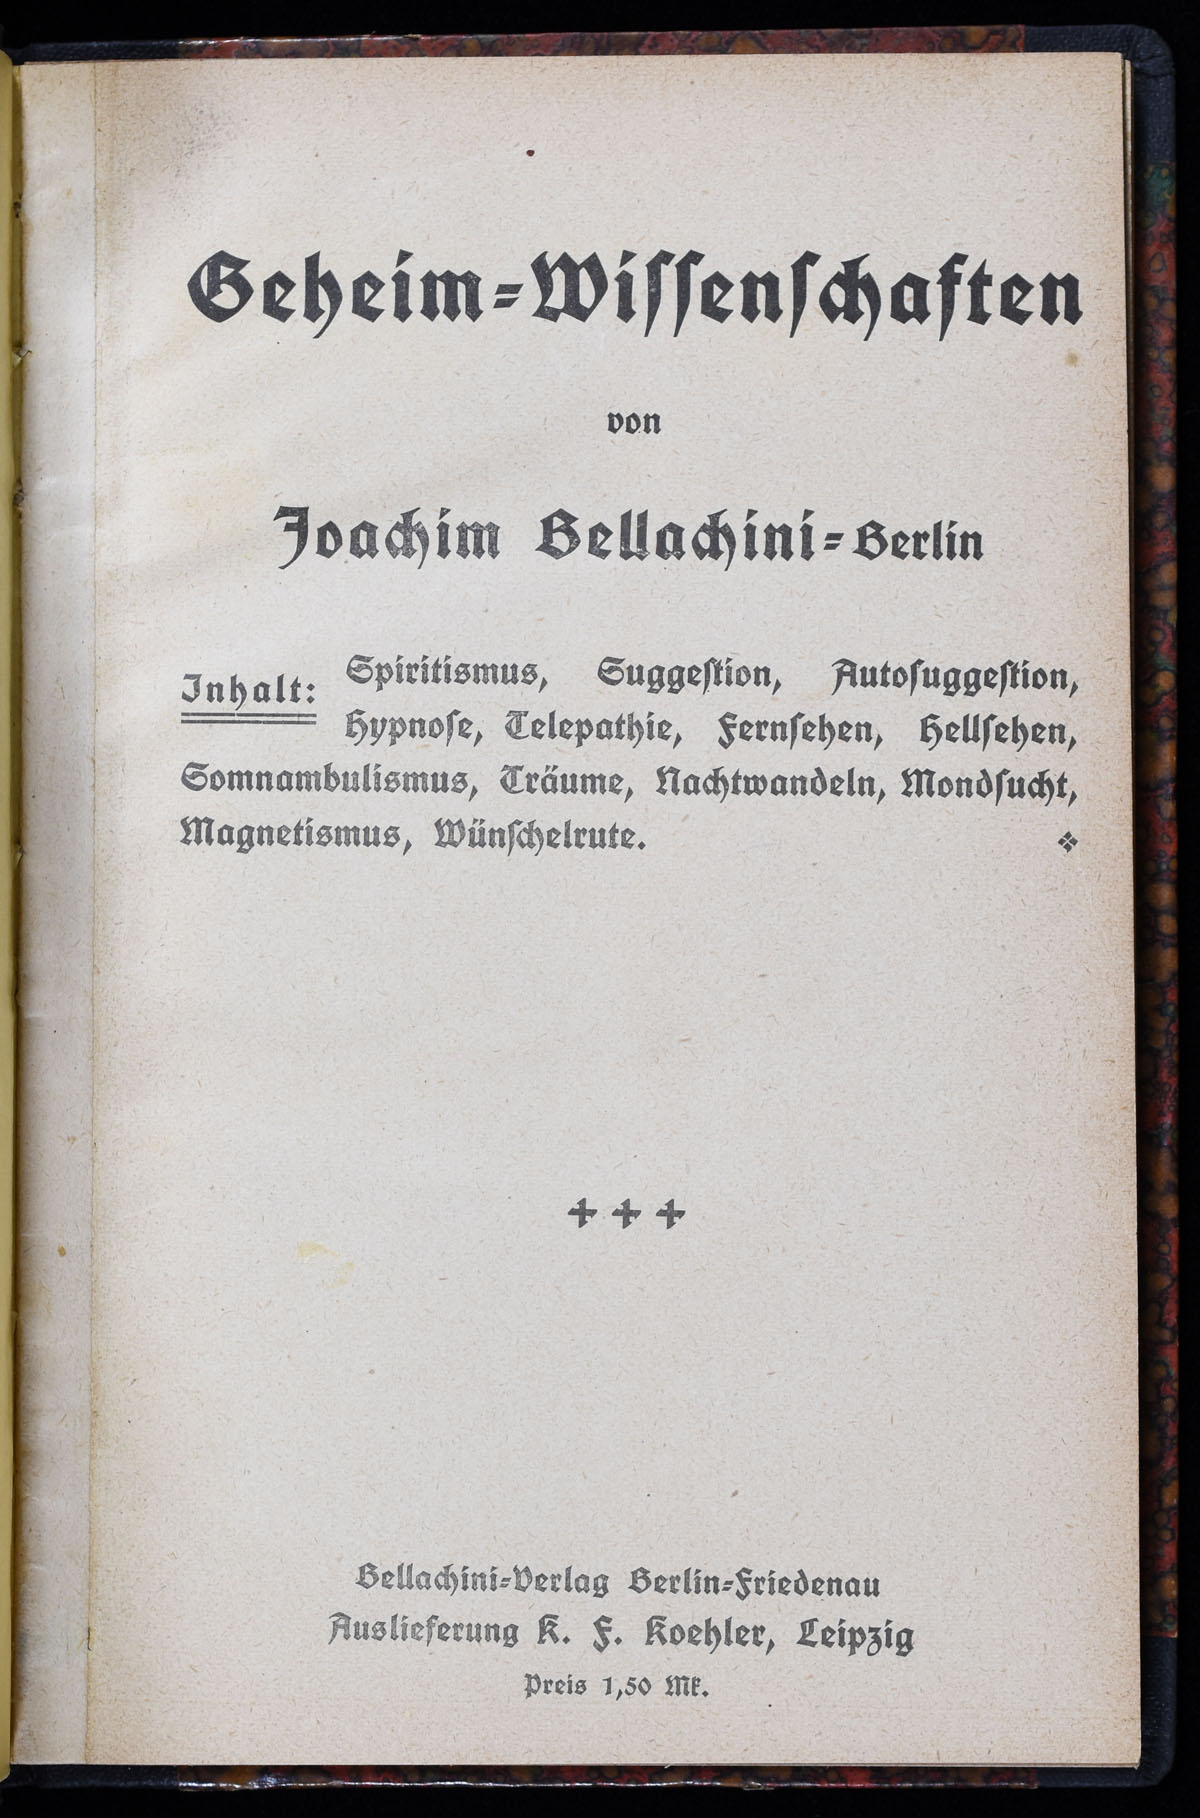 Geheim-Wiſſenſchaften
von
Joachim Bellachini-Berlin
Inhalt: Spiritismus, Suggeſtion, Autoſuggeſtion,
Hypnoſe, Telepathie, Fernſehen, Hellſehen,
Somnambulismus, Träume, Nachtwandeln, Mondſucht,
Magnetismus, Wünſchelrute.
Bellachini-Verlag Berlin-Friedenau
Auslieferung K. F. Koehler, Leipzig
Preis 1,50 Mk.